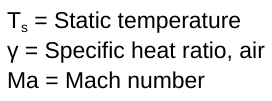 Tₛ = Static temperature
γ = Specific heat ratio, air
Ma = Mach number